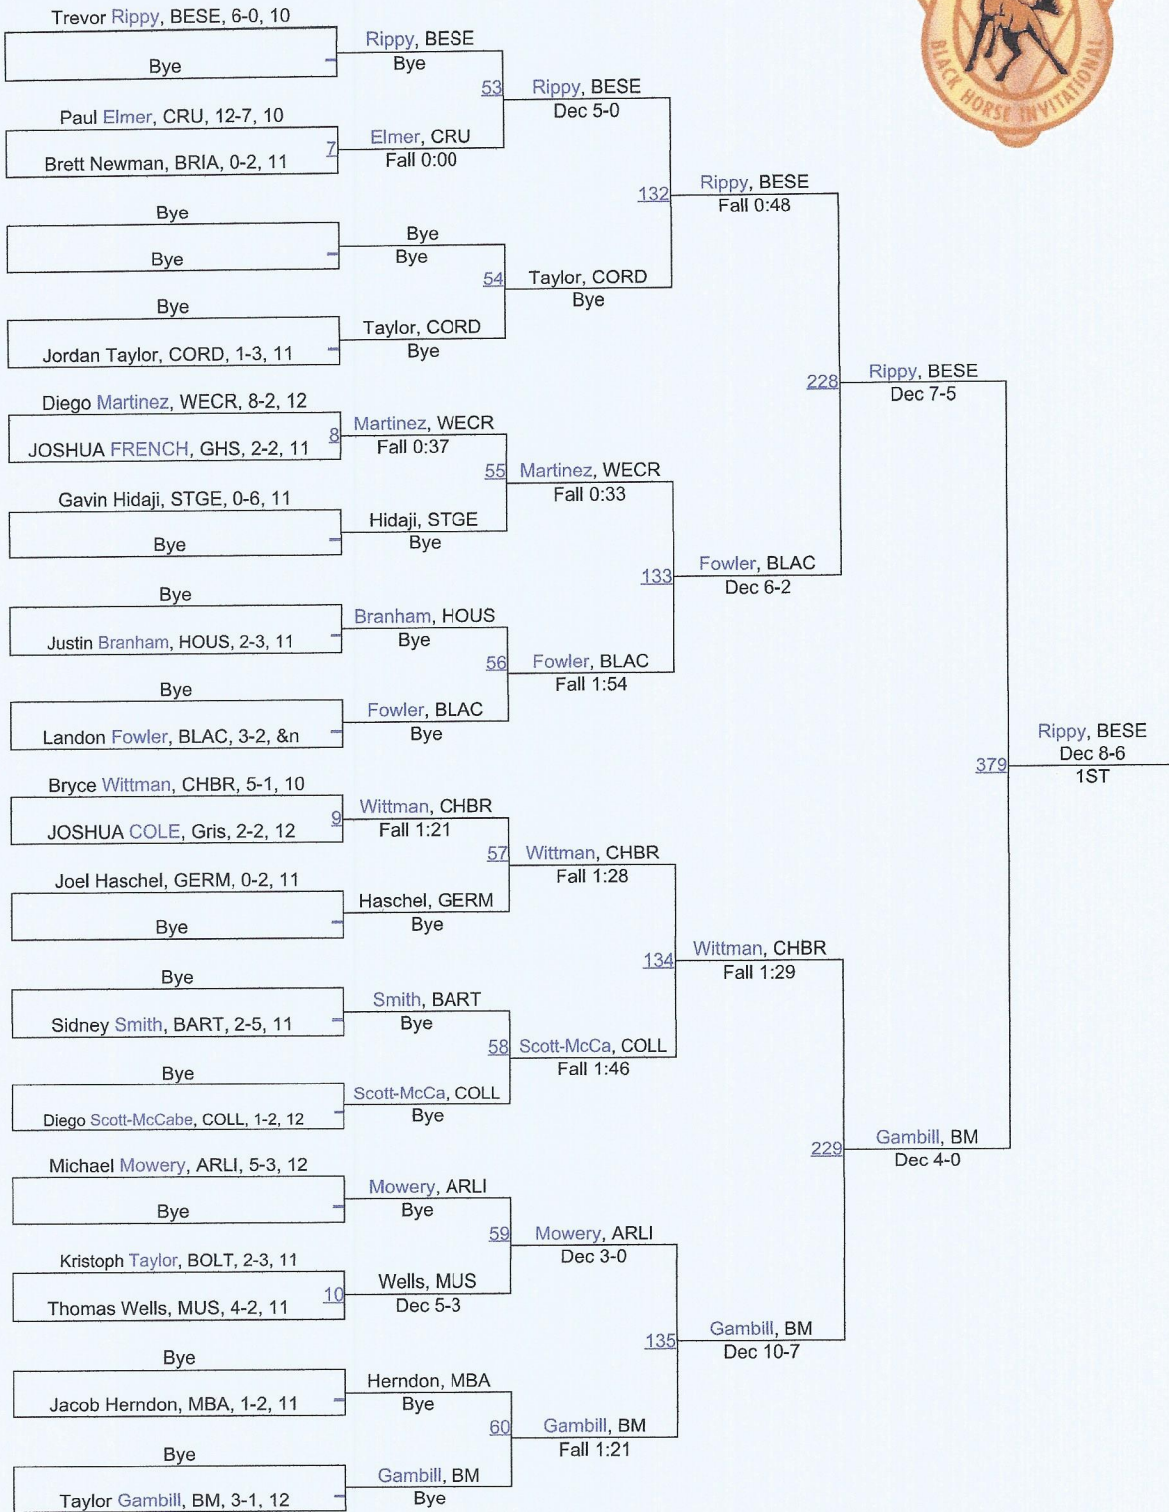 BLACK HORSE INVITATIONAL
Trevor Rippy, BESE, 6-0, 10
Bye
Paul Elmer, CRU, 12-7, 10
7
Brett Newman, BRIA, 0-2, 11
Bye
Bye
Bye
Jordan Taylor, CORD, 1-3, 11
Diego Martinez, WECR, 8-2, 12
8
JOSHUA FRENCH, GHS, 2-2, 11
Gavin Hidaji, STGE, 0-6, 11
Bye
Bye
Justin Branham, HOUS, 2-3, 11
Bye
Landon Fowler, BLAC, 3-2, &n
Bryce Wittman, CHBR, 5-1, 10
9
JOSHUA COLE, Gris, 2-2, 12
Joel Haschel, GERM, 0-2, 11
Bye
Bye
Sidney Smith, BART, 2-5, 11
Bye
Diego Scott-McCabe, COLL, 1-2, 12
Michael Mowery, ARLI, 5-3, 12
Bye
Kristoph Taylor, BOLT, 2-3, 11
10
Thomas Wells, MUS, 4-2, 11
Bye
Jacob Herndon, MBA, 1-2, 11
Bye
Taylor Gambill, BM, 3-1, 12
Rippy, BESE
Bye
53
Elmer, CRU
Fall 0:00
Bye
Bye
54
Taylor, CORD
Bye
Martinez, WECR
Fall 0:37
55
Hidaji, STGE
Bye
Branham, HOUS
Bye
56
Fowler, BLAC
Bye
Wittman, CHBR
Fall 1:21
57
Haschel, GERM
Bye
Smith, BART
Bye
58
Scott-McCa, COLL
Bye
Mowery, ARLI
Bye
59
Wells, MUS
Dec 5-3
Herndon, MBA
Bye
60
Gambill, BM
Bye
Rippy, BESE
Dec 5-0
132
Taylor, CORD
Bye
Martinez, WECR
Fall 0:33
133
Fowler, BLAC
Fall 1:54
Wittman, CHBR
Fall 1:28
134
Scott-McCa, COLL
Fall 1:46
Mowery, ARLI
Dec 3-0
135
Gambill, BM
Fall 1:21
Rippy, BESE
Fall 0:48
228
Fowler, BLAC
Dec 6-2
Wittman, CHBR
Fall 1:29
229
Gambill, BM
Dec 10-7
Rippy, BESE
Dec 7-5
379
Gambill, BM
Dec 4-0
Rippy, BESE
Dec 8-6
1ST